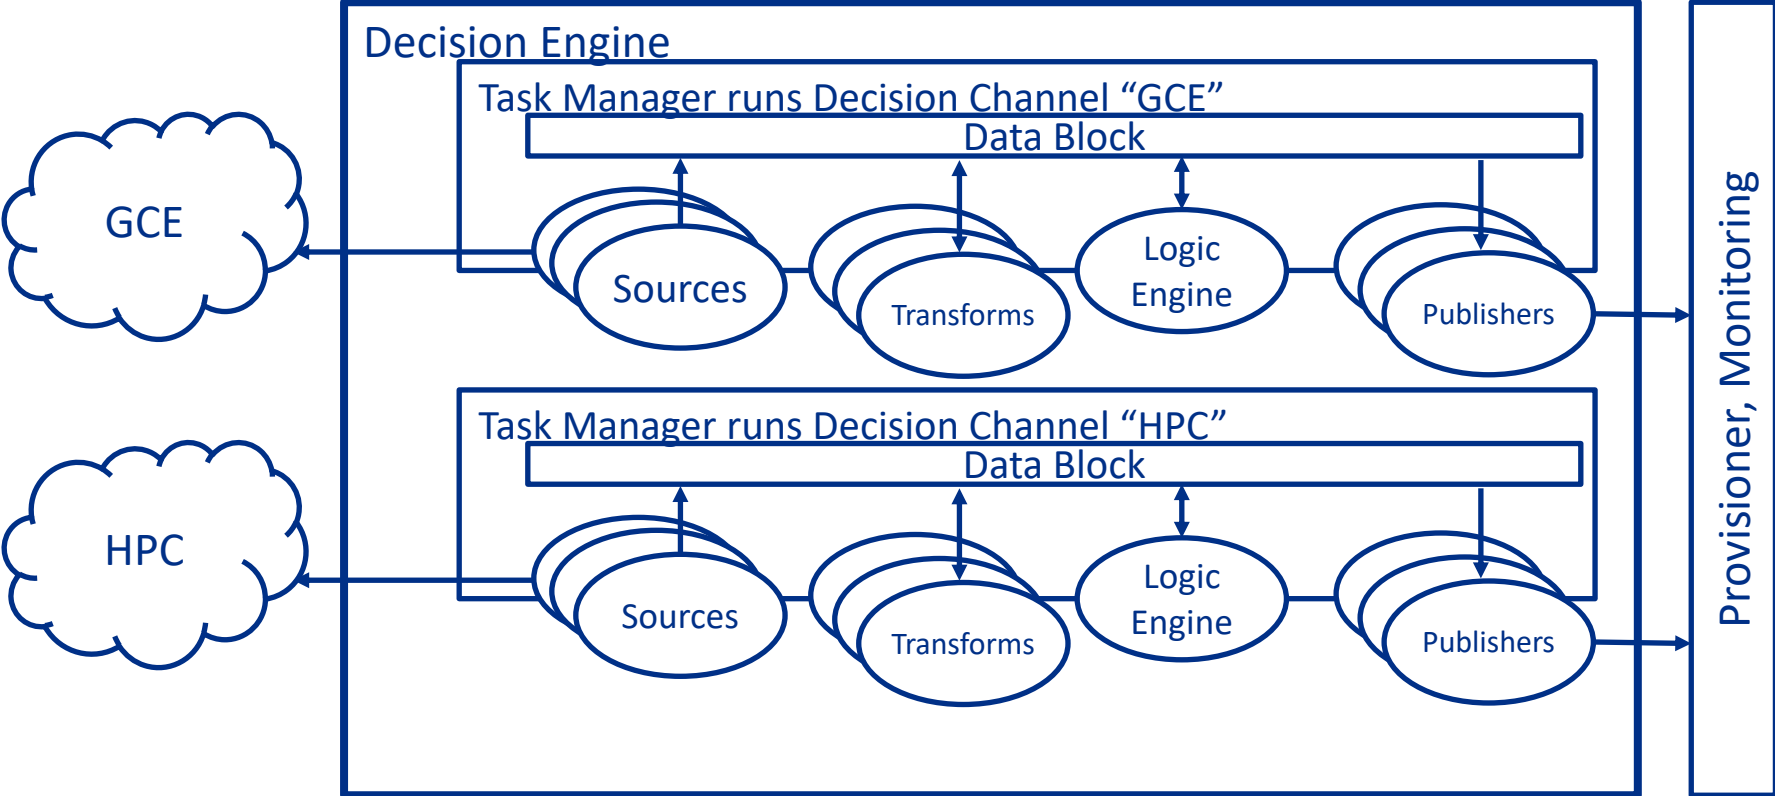 Decision Engine
Task Manager runs Decision Channel “GCE”
Data Block
GCE
Sources
Transforms
Logic
Engine
Publishers
Task Manager runs Decision Channel “HPC”
Data Block
HPC
Sources
Transforms
Logic
Engine
Publishers
Provisioner, Monitoring